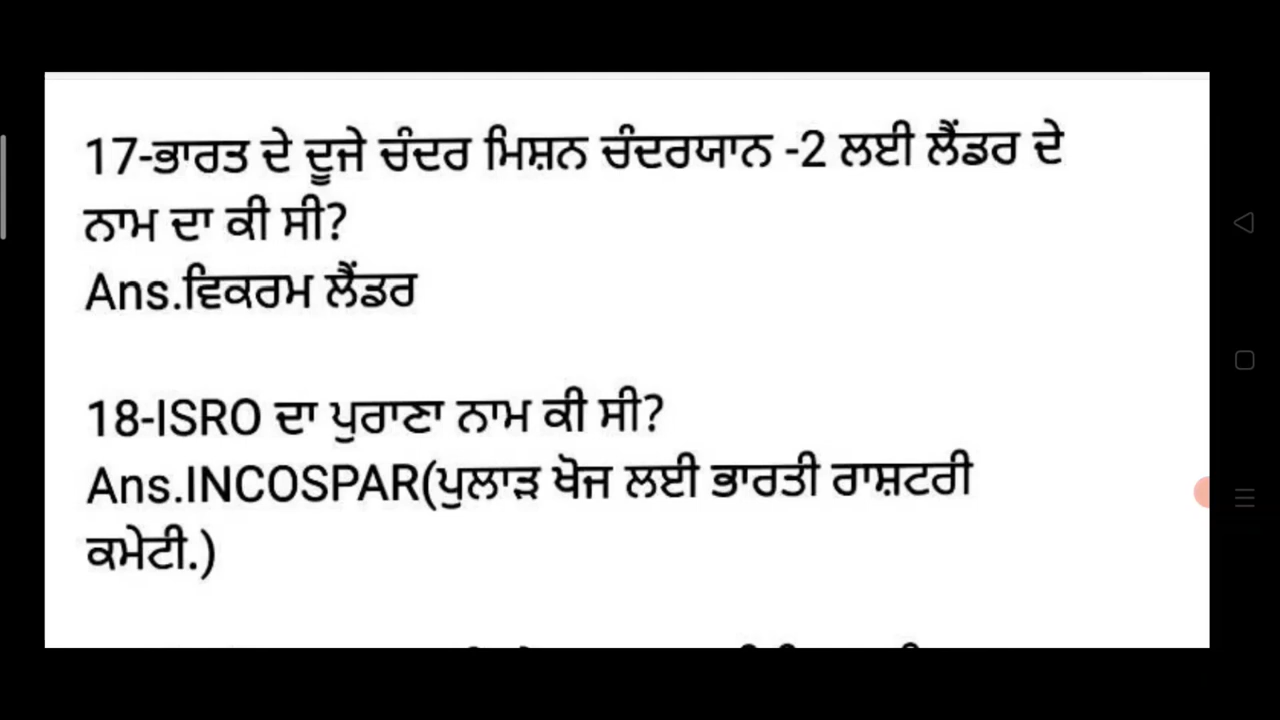 17-ਭਾਰਤ ਦੇ ਦੂਜੇ ਚੰਦਰ ਮਿਸ਼ਨ ਚੰਦਰਯਾਨ -2 ਲਈ ਲੈਂਡਰ ਦੇ
ਨਾਮ ਦਾ ਕੀ ਸੀ?
Ans.ਵਿਕਰਮ ਲੈਂਡਰ
18-ISRO ਦਾ ਪੁਰਾਣਾ ਨਾਮ ਕੀ ਸੀ?
Ans.INCOSPAR(ਪੁਲਾੜ ਖੋਜ ਲਈ ਭਾਰਤੀ ਰਾਸ਼ਟਰੀ
ਕਮੇਟੀ.)